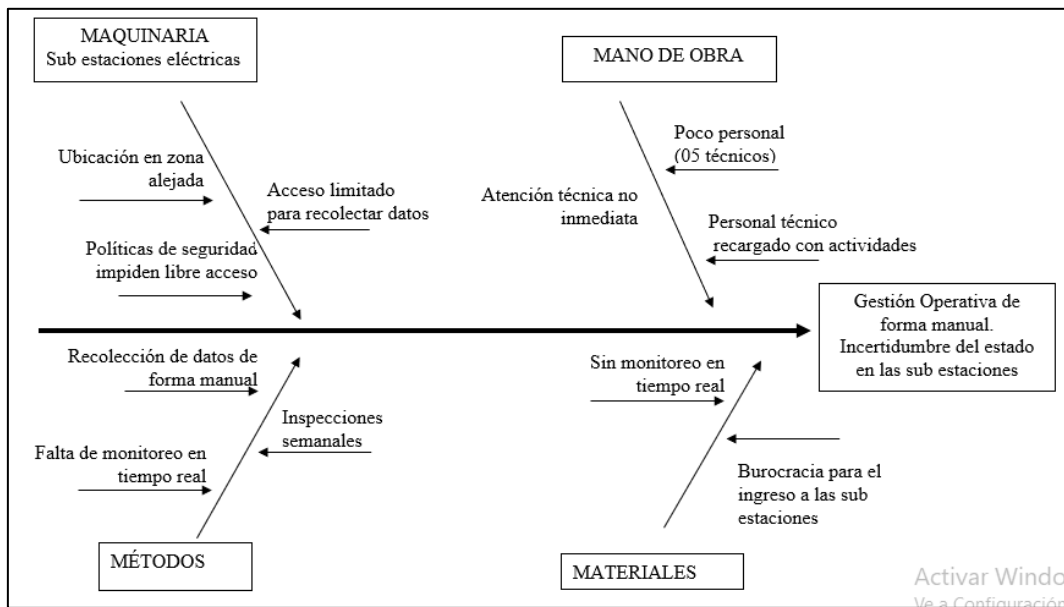 MAQUINARIA
Sub estaciones eléctricas
MANO DE OBRA
Ubicación en zona
alejada
Acceso limitado
para recolectar datos
Políticas de seguridad
impiden libre acceso
Poco personal
(05 técnicos)
Atención técnica no
inmediata
Personal técnico
recargado con actividades
Gestión Operativa de
forma manual.
Incertidumbre del estado
en las sub estaciones
Recolección de datos de
forma manual
Inspecciones
semanales
Falta de monitoreo en
tiempo real
Sin monitoreo en
tiempo real
Burocracia para el
ingreso a las sub
estaciones
MÉTODOS
MATERIALES
Activar Windo
Ve a Configuración